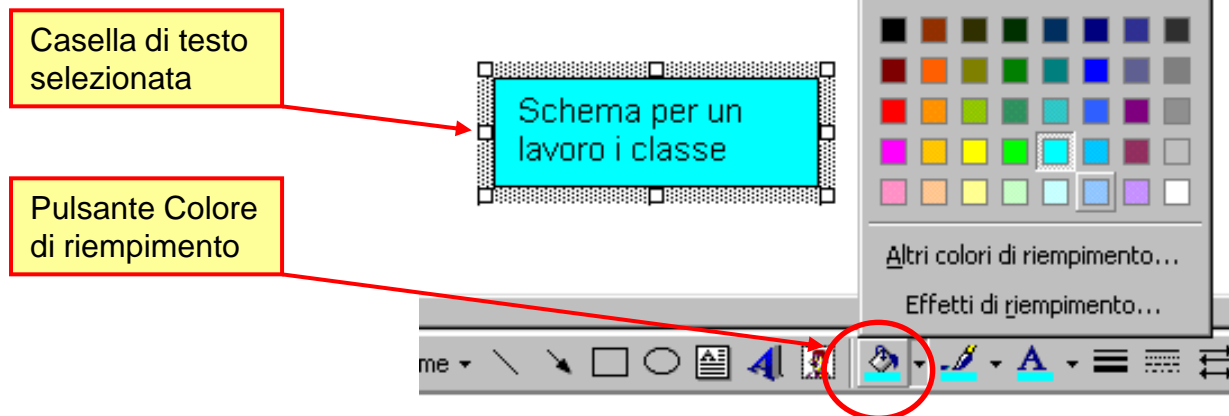 Casella di testo
selezionata
Schema per un
lavoro i classe
Pulsante Colore
di riempimento
Altri colori di riempimento...
Effetti di riempimento...
me